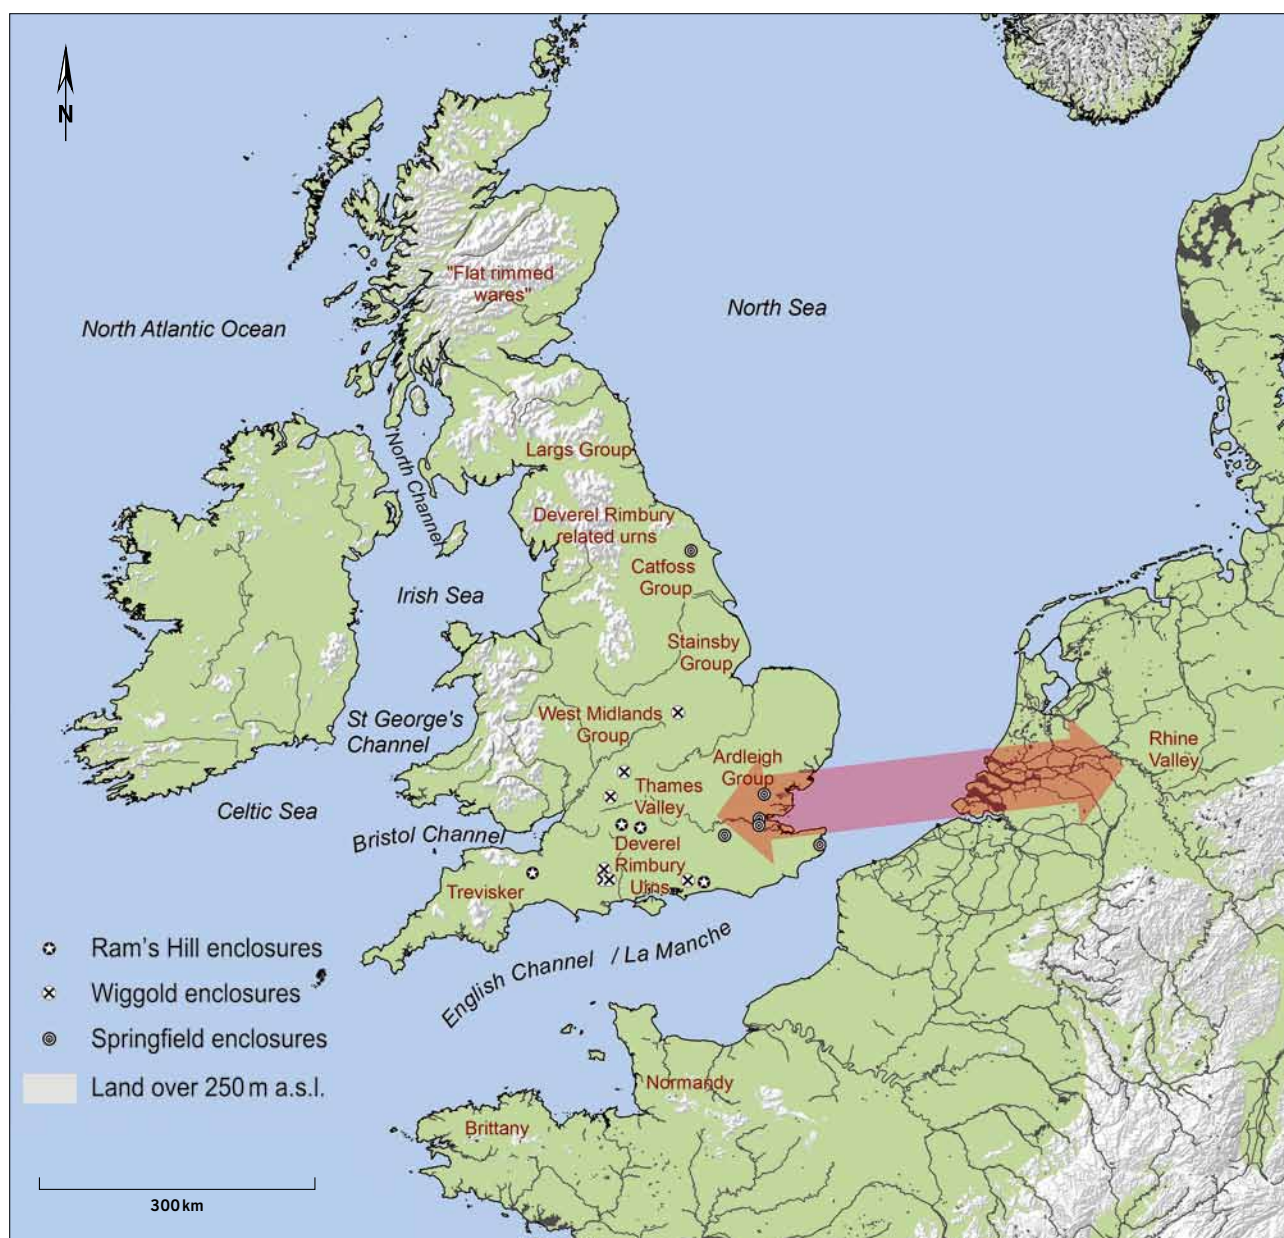 N
"Flat rimmed
wares"
North Sea
North Atlantic Ocean
Largs Group
North Channel
Deverel Rimbury
related urns
Catfoss
Group
Irish Sea
Stainsby
Group
St George's
Channel
West Midlands
Group
Ardleigh
Group
Rhine
Valley
Thames
Valley
Celtic Sea
Bristol Channel
Deverel
Rimbury
Urns
Trevisker
English Channel / La Manche
Ram's Hill enclosures
Wiggold enclosures
Springfield enclosures
Land over 250 m a.s.l.
Normandy
Brittany
300 km